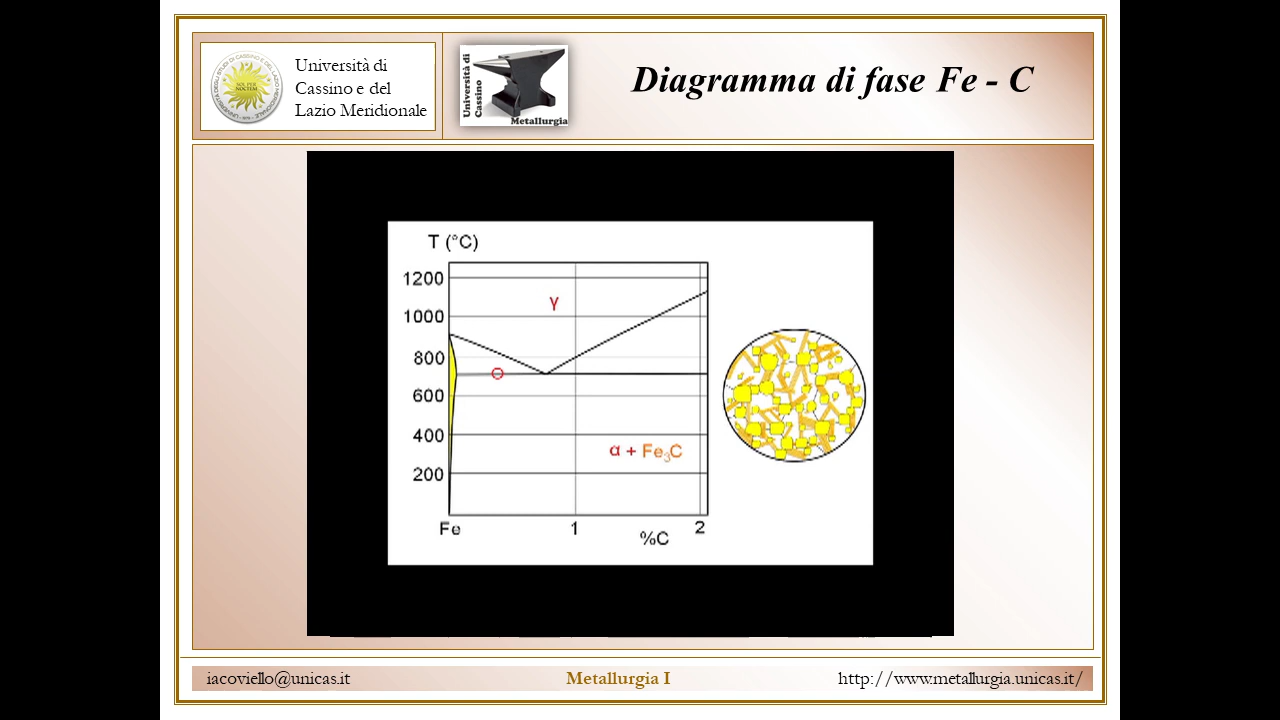 Università di
Cassino e del
Lazio Meridionale
Università di
Cassino
Metallurgia
Diagramma di fase Fe - C
T (°C)
1200
1000
800
600
400
200
γ
α + Fe₃C
Fe
1
2
%C
iacoviello@unicas.it
Metallurgia I
http://www.metallurgia.unicas.it/